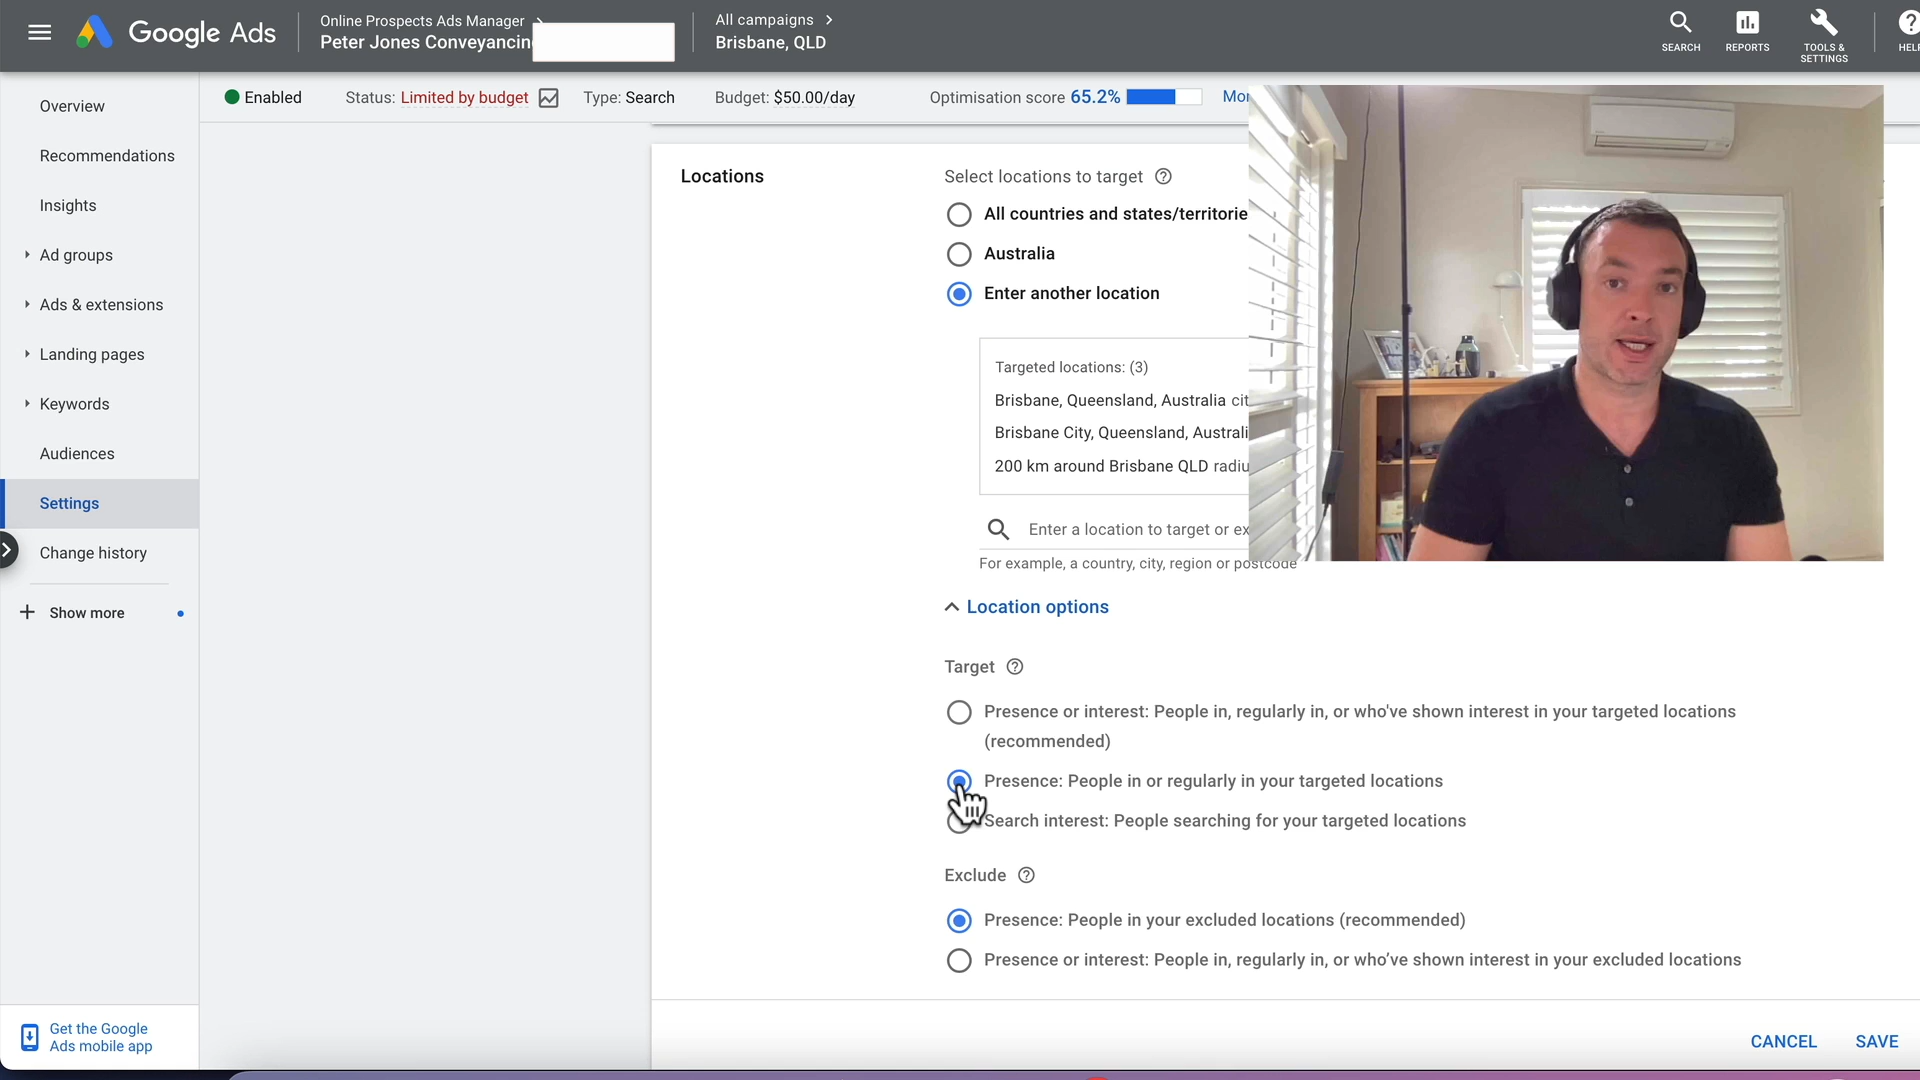 Google Ads
Online Prospects Ads Manager
Peter Jones Conveyancin
All campaigns
Brisbane, QLD
SEARCH
REPORTS
TOOLS &
SETTINGS
HELP
Overview
Recommendations
Insights
Ad groups
Ads & extensions
Landing pages
Keywords
Audiences
Settings
Change history
Show more
Get the Google
Ads mobile app
Enabled
Status: Limited by budget
Type: Search
Budget: $50.00/day
Optimisation score 65.2%
Mor
Locations
Select locations to target
All countries and states/territorie
Australia
Enter another location
Targeted locations: (3)
Brisbane, Queensland, Australia cit
Brisbane City, Queensland, Australi
200 km around Brisbane QLD radiu
Enter a location to target or ex
For example, a country, city, region or postcode
Location options
Target
Presence or interest: People in, regularly in, or who've shown interest in your targeted locations
(recommended)
Presence: People in or regularly in your targeted locations
Search interest: People searching for your targeted locations
Exclude
Presence: People in your excluded locations (recommended)
Presence or interest: People in, regularly in, or who’ve shown interest in your excluded locations
CANCEL
SAVE